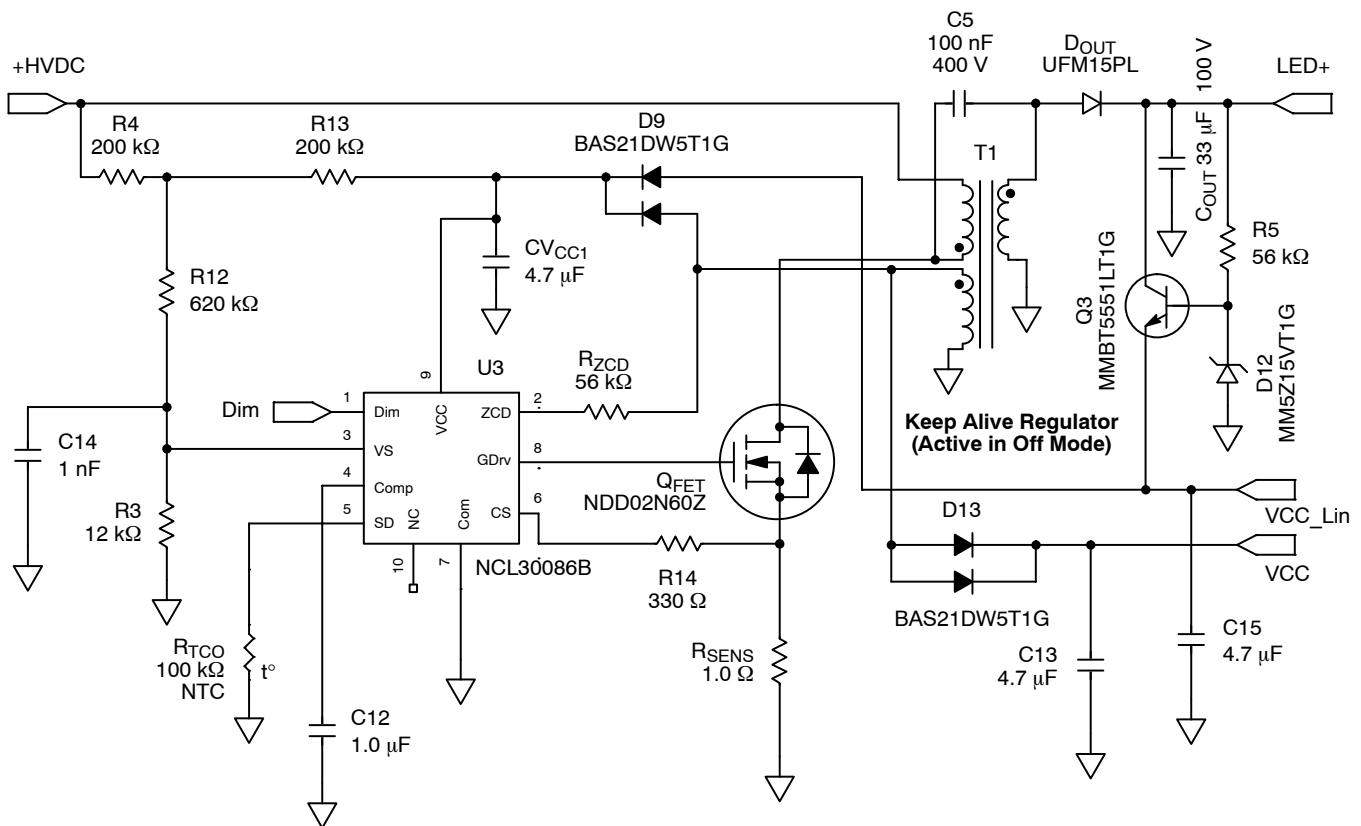 C5
100 nF
400 V
DOUT
UFM15PL
+HVDC
LED+
R4
200 kΩ
R13
200 kΩ
D9
BAS21DW5T1G
T1
COUT 33 μF 100 V
R5
56 kΩ
CVCC1
4.7 μF
R12
620 kΩ
Q3
MMBT5551LT1G
D12
MM5Z15VT1G
U3
RZCD
56 kΩ
9
1
2
Dim
Dim
VCC
ZCD
Keep Alive Regulator
(Active in Off Mode)
C14
1 nF
3
VS
8
GDrv
4
Comp
6
CS
5
SD
NC
Com
10
7
NCL30086B
QFET
NDD02N60Z
R3
12 kΩ
D13
VCC_Lin
VCC
R14
330 Ω
BAS21DW5T1G
RTCO
100 kΩ
NTC
t°
RSENS
1.0 Ω
C13
4.7 μF
C15
4.7 μF
C12
1.0 μF